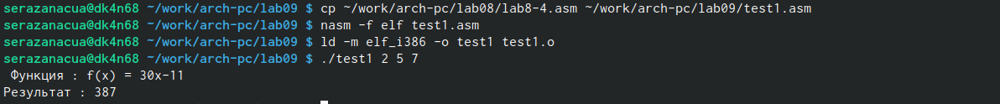 serazanacua@dk4n68 ~/work/arch-pc/lab09 $ cp ~/work/arch-pc/lab08/lab8-4.asm ~/work/arch-pc/lab09/test1.asm
serazanacua@dk4n68 ~/work/arch-pc/lab09 $ nasm -f elf test1.asm
serazanacua@dk4n68 ~/work/arch-pc/lab09 $ ld -m elf_i386 -o test1 test1.o
serazanacua@dk4n68 ~/work/arch-pc/lab09 $ ./test1 2 5 7
 Функция : f(x) = 30x-11
Результат : 387